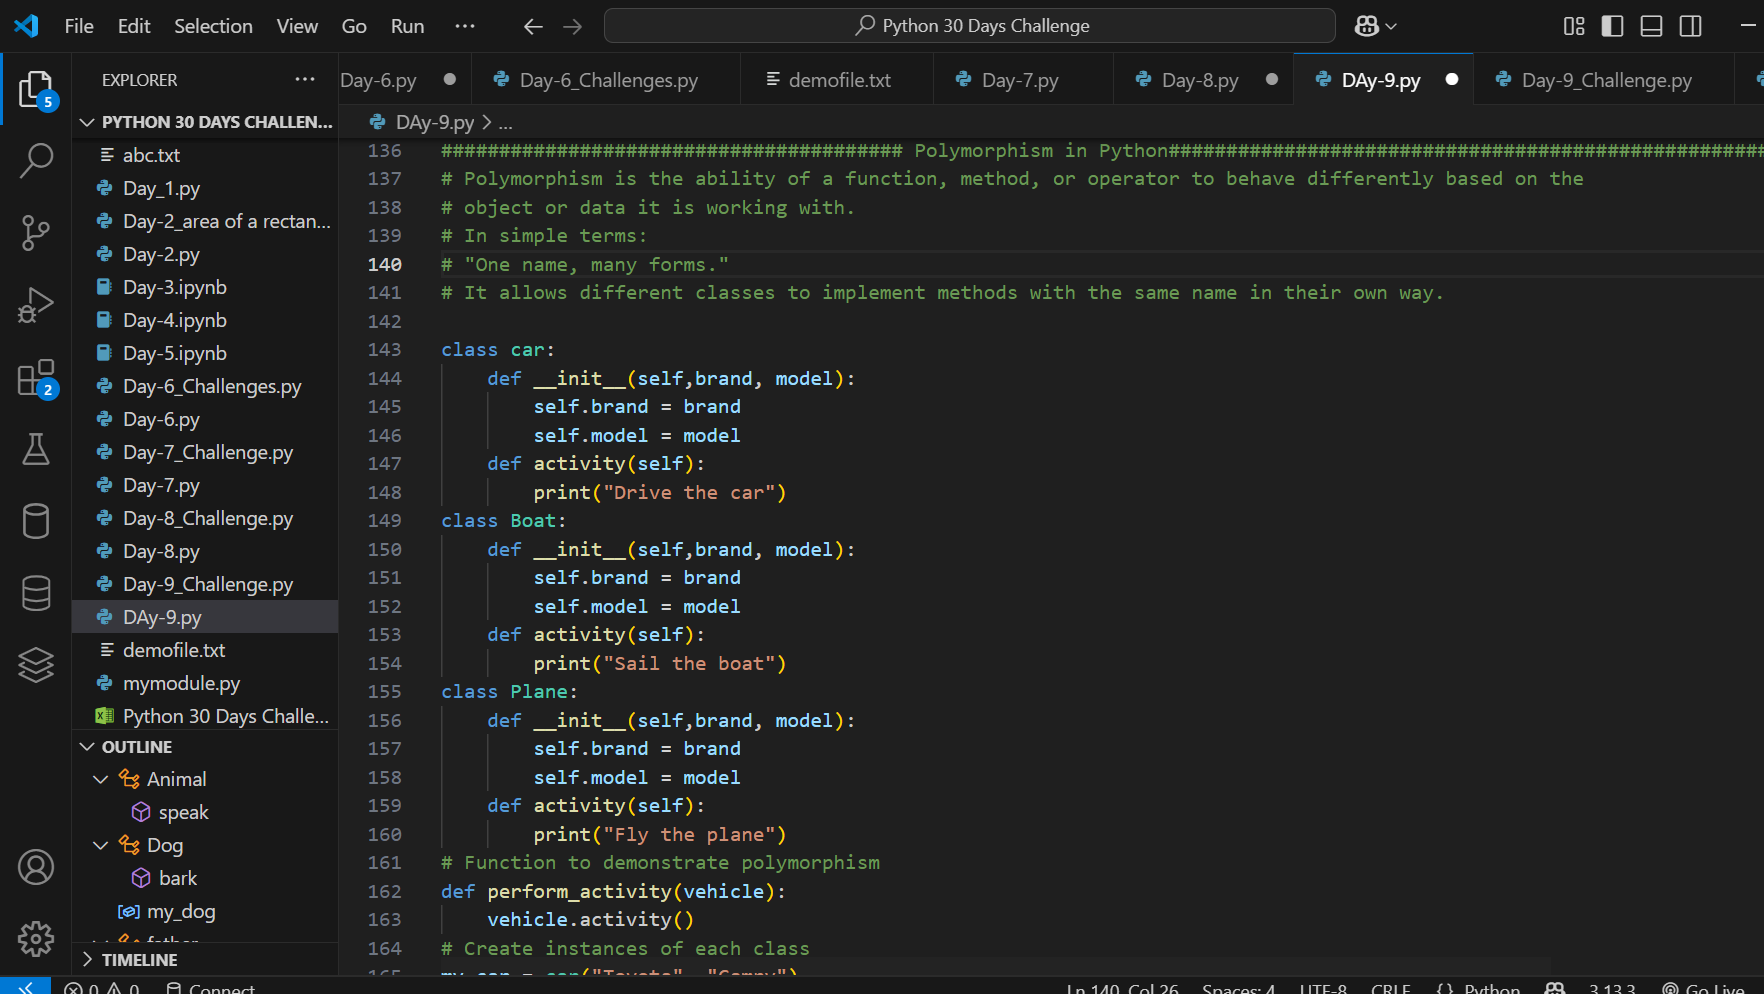 File Edit Selection View Go Run ··· Python 30 Days Challenge
EXPLORER ···
Day-6.py Day-6_Challenges.py demofile.txt Day-7.py Day-8.py DAy-9.py Day-9_Challenge.py
5
PYTHON 30 DAYS CHALLEN...
abc.txt
Day_1.py
Day-2_area of a rectan...
Day-2.py
Day-3.ipynb
Day-4.ipynb
Day-5.ipynb
2
Day-6_Challenges.py
Day-6.py
Day-7_Challenge.py
Day-7.py
Day-8_Challenge.py
Day-8.py
Day-9_Challenge.py
DAy-9.py
demofile.txt
mymodule.py
Python 30 Days Challe...
OUTLINE
Animal
speak
Dog
bark
my_dog
father
TIMELINE
DAy-9.py > ...
136 ######################################## Polymorphism in Python####################################################
137 # Polymorphism is the ability of a function, method, or operator to behave differently based on the
138 # object or data it is working with.
139 # In simple terms:
140 # "One name, many forms."
141 # It allows different classes to implement methods with the same name in their own way.
142
143 class car:
144     def __init__(self,brand, model):
145         self.brand = brand
146         self.model = model
147     def activity(self):
148         print("Drive the car")
149 class Boat:
150     def __init__(self,brand, model):
151         self.brand = brand
152         self.model = model
153     def activity(self):
154         print("Sail the boat")
155 class Plane:
156     def __init__(self,brand, model):
157         self.brand = brand
158         self.model = model
159     def activity(self):
160         print("Fly the plane")
161 # Function to demonstrate polymorphism
162 def perform_activity(vehicle):
163     vehicle.activity()
164 # Create instances of each class
165 my_car = car("Toyota", "Camry")
0 0 Connect Ln 140, Col 26 Spaces: 4 UTF-8 CRLF {} Python 3.13.3 Go Live